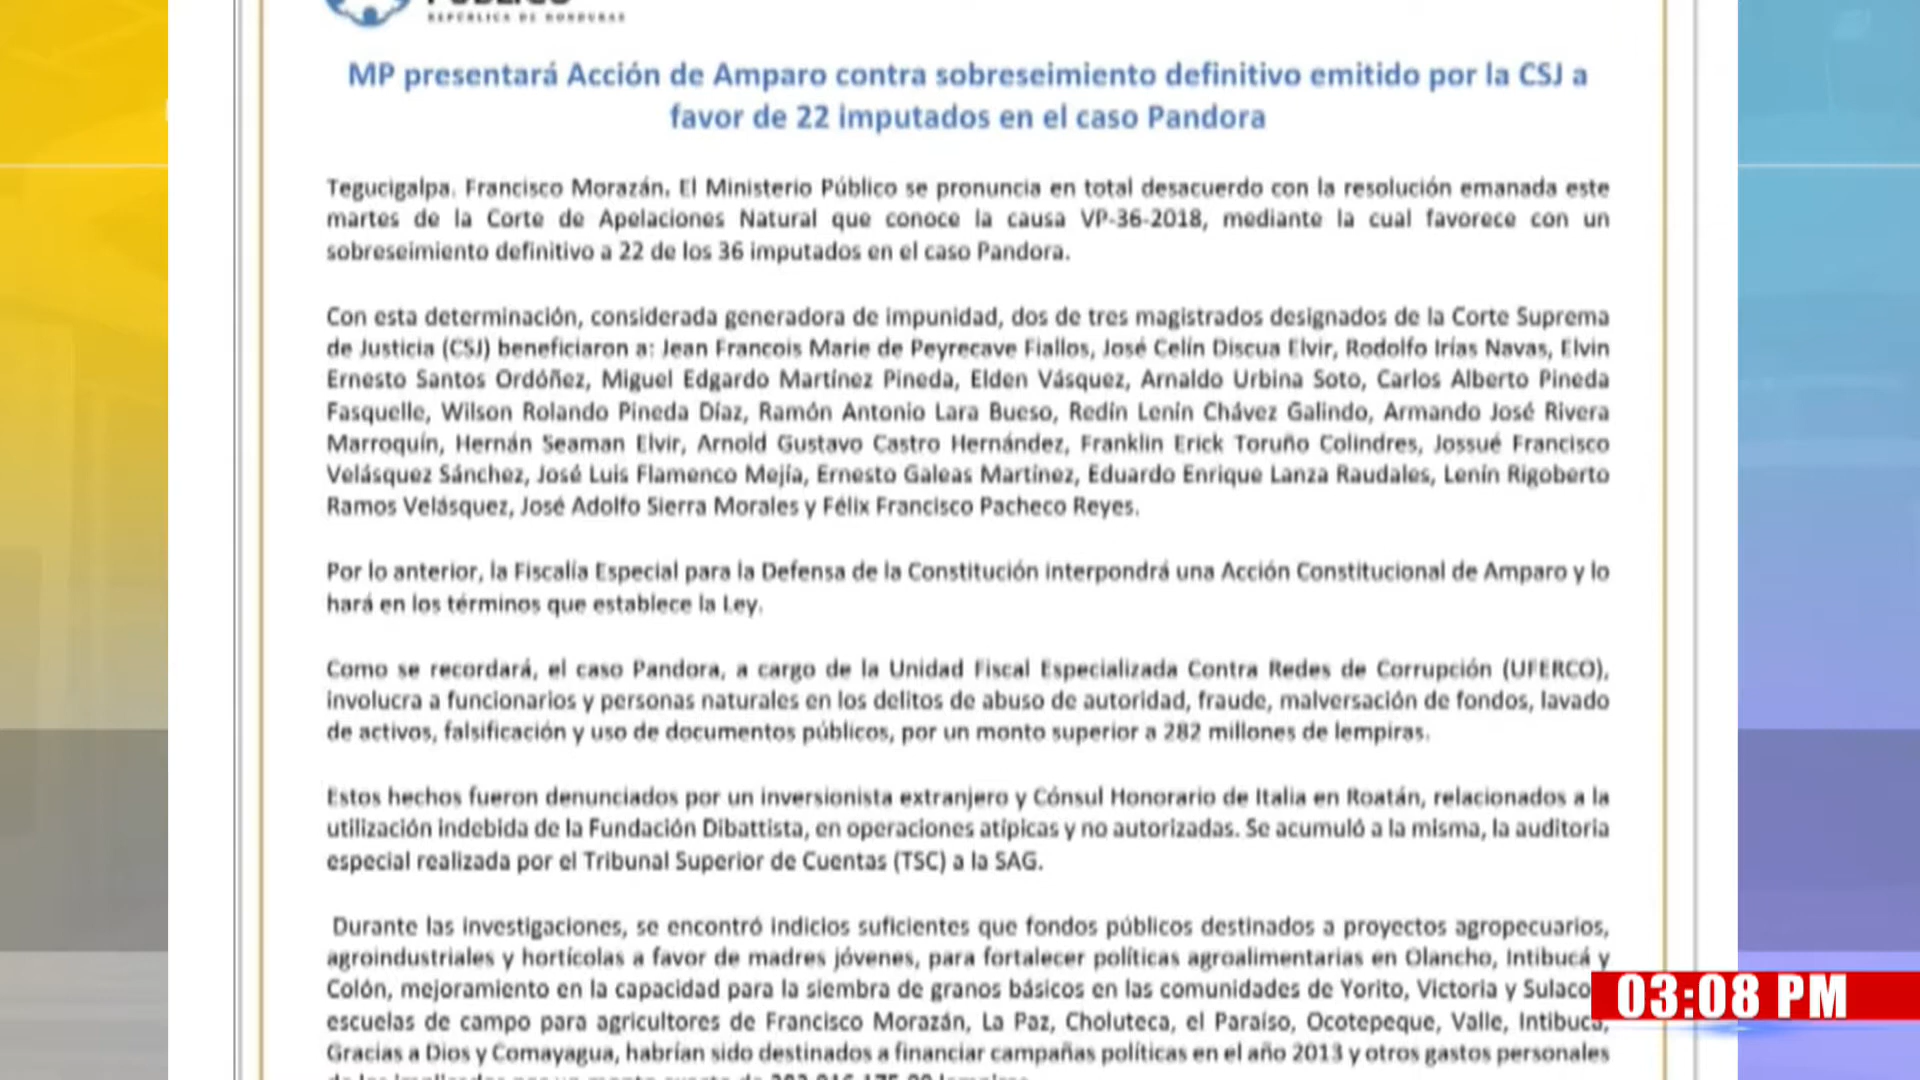 REPÚBLICA DE HONDURAS
MP presentará Acción de Amparo contra sobreseimiento definitivo emitido por la CSJ a
favor de 22 imputados en el caso Pandora
Tegucigalpa. Francisco Morazán. El Ministerio Público se pronuncia en total desacuerdo con la resolución emanada este
martes de la Corte de Apelaciones Natural que conoce la causa VP-36-2018, mediante la cual favorece con un
sobreseimiento definitivo a 22 de los 36 imputados en el caso Pandora.
Con esta determinación, considerada generadora de impunidad, dos de tres magistrados designados de la Corte Suprema
de Justicia (CSJ) beneficiaron a: Jean Francois Marie de Peyrecave Fiallos, José Celín Discua Elvir, Rodolfo Irías Navas, Elvin
Ernesto Santos Ordóñez, Miguel Edgardo Martínez Pineda, Elden Vásquez, Arnaldo Urbina Soto, Carlos Alberto Pineda
Fasquelle, Wilson Rolando Pineda Díaz, Ramón Antonio Lara Bueso, Redín Lenín Chávez Galindo, Armando José Rivera
Marroquín, Hernán Seaman Elvir, Arnold Gustavo Castro Hernández, Franklin Erick Toruño Colindres, Jossué Francisco
Velásquez Sánchez, José Luis Flamenco Mejía, Ernesto Galeas Martínez, Eduardo Enrique Lanza Raudales, Lenín Rigoberto
Ramos Velásquez, José Adolfo Sierra Morales y Félix Francisco Pacheco Reyes.
Por lo anterior, la Fiscalía Especial para la Defensa de la Constitución interpondrá una Acción Constitucional de Amparo y lo
hará en los términos que establece la Ley.
Como se recordará, el caso Pandora, a cargo de la Unidad Fiscal Especializada Contra Redes de Corrupción (UFERCO),
involucra a funcionarios y personas naturales en los delitos de abuso de autoridad, fraude, malversación de fondos, lavado
de activos, falsificación y uso de documentos públicos, por un monto superior a 282 millones de lempiras.
Estos hechos fueron denunciados por un inversionista extranjero y Cónsul Honorario de Italia en Roatán, relacionados a la
utilización indebida de la Fundación Dibattista, en operaciones atípicas y no autorizadas. Se acumuló a la misma, la auditoria
especial realizada por el Tribunal Superior de Cuentas (TSC) a la SAG.
Durante las investigaciones, se encontró indicios suficientes que fondos públicos destinados a proyectos agropecuarios,
agroindustriales y hortícolas a favor de madres jóvenes, para fortalecer políticas agroalimentarias en Olancho, Intibucá y
Colón, mejoramiento en la capacidad para la siembra de granos básicos en las comunidades de Yorito, Victoria y Sulaco
escuelas de campo para agricultores de Francisco Morazán, La Paz, Choluteca, el Paraíso, Ocotepeque, Valle, Intibucá,
Gracias a Dios y Comayagua, habrían sido destinados a financiar campañas políticas en el año 2013 y otros gastos personales
03:08 PM